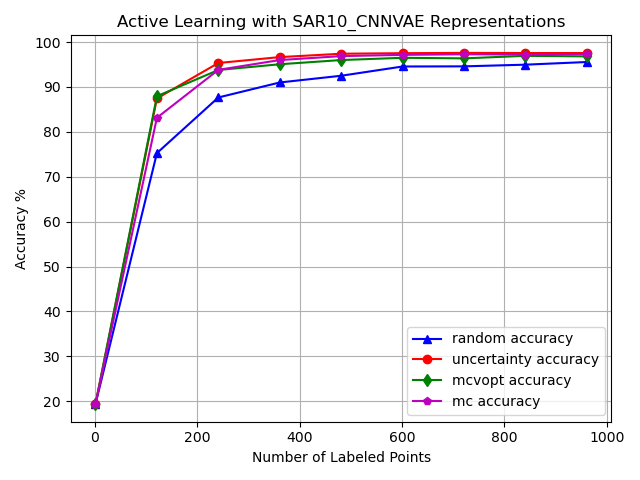 Active Learning with SAR10_CNNVAE Representations
Accuracy %
100
90
80
70
60
50
40
30
20
0
200
400
600
800
1000
Number of Labeled Points
random accuracy
uncertainty accuracy
mcvopt accuracy
mc accuracy